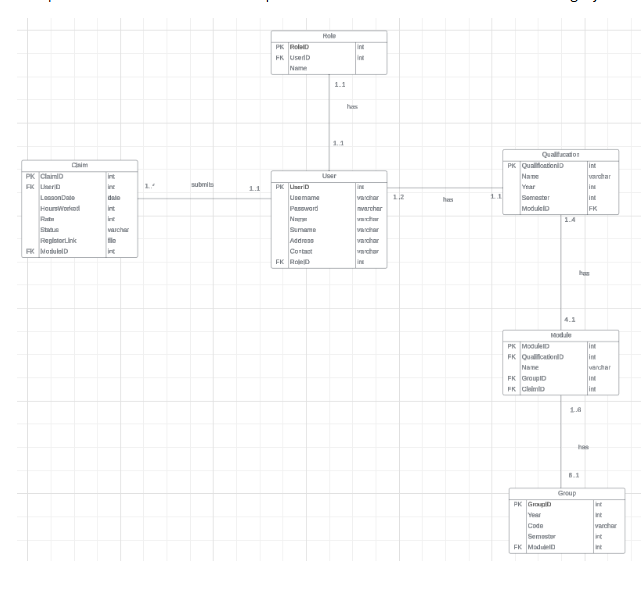 Role
PK RoleID int
FK UserID int
Name
1..1
has
1..1
Claim
PK ClaimID int
FK UserID int
LessonDate date
HoursWorked int
Rate int
Status varchar
RegisterLink file
FK ModuleID int
1..*
submits
1..1
User
PK UserID int
Username varchar
Password nvarchar
Name varchar
Surname varchar
Address varchar
Contact varchar
FK RoleID int
1..2
has
1..1
Qualification
PK QualificationID int
Name varchar
Year int
Semester int
ModuleID FK
1..4
has
4..1
Module
PK ModuleID int
FK QualificationID int
Name varchar
FK GroupID int
FK ClaimID int
has
Group
PK GroupID int
Year int
Code varchar
Semester int
FK ModuleID int